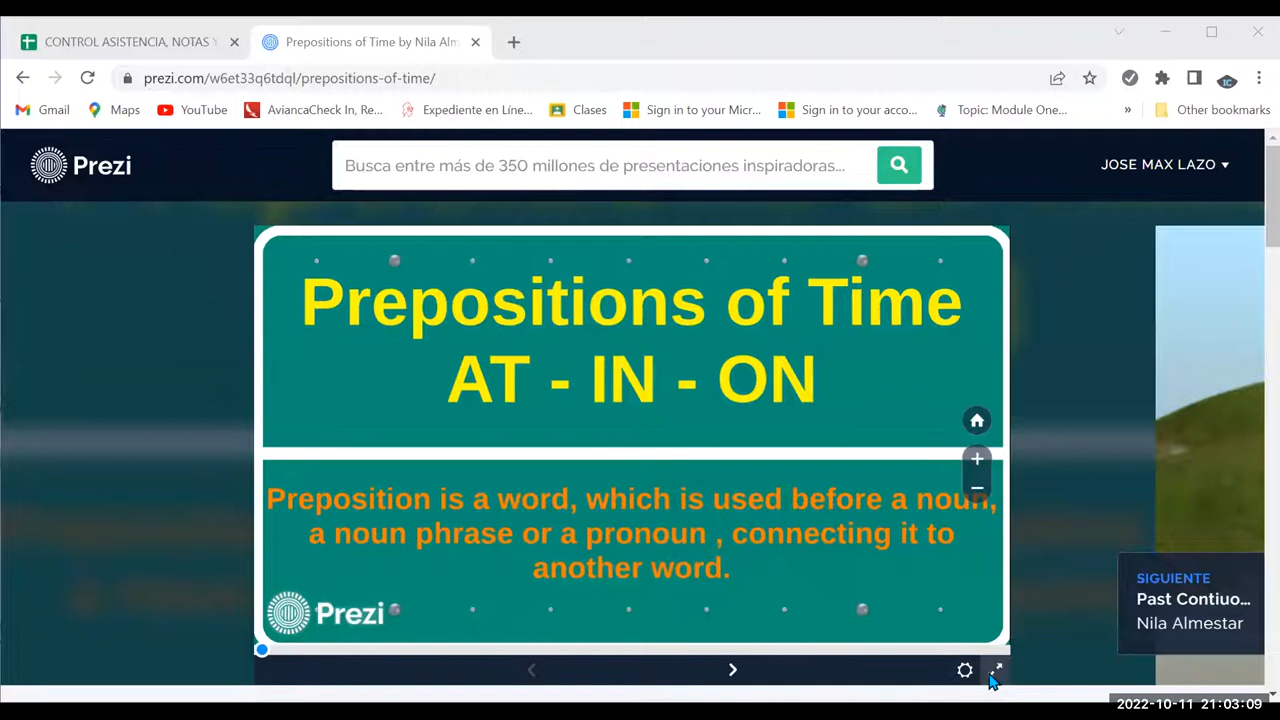 CONTROL ASISTENCIA, NOTAS Y
Prepositions of Time by Nila Alm
prezi.com/w6et33q6tdql/prepositions-of-time/
Gmail
Maps
YouTube
AviancaCheck In, Re...
Expediente en Líne...
Clases
Sign in to your Micr...
Sign in to your acco...
Topic: Module One...
»
Other bookmarks
Prezi
Busca entre más de 350 millones de presentaciones inspiradoras...
JOSE MAX LAZO
Prepositions of Time
AT - IN - ON
Preposition is a word, which is used before a noun,
a noun phrase or a pronoun , connecting it to
another word.
Prezi
SIGUIENTE
Past Contiuo...
Nila Almestar
2022-10-11 21:03:09